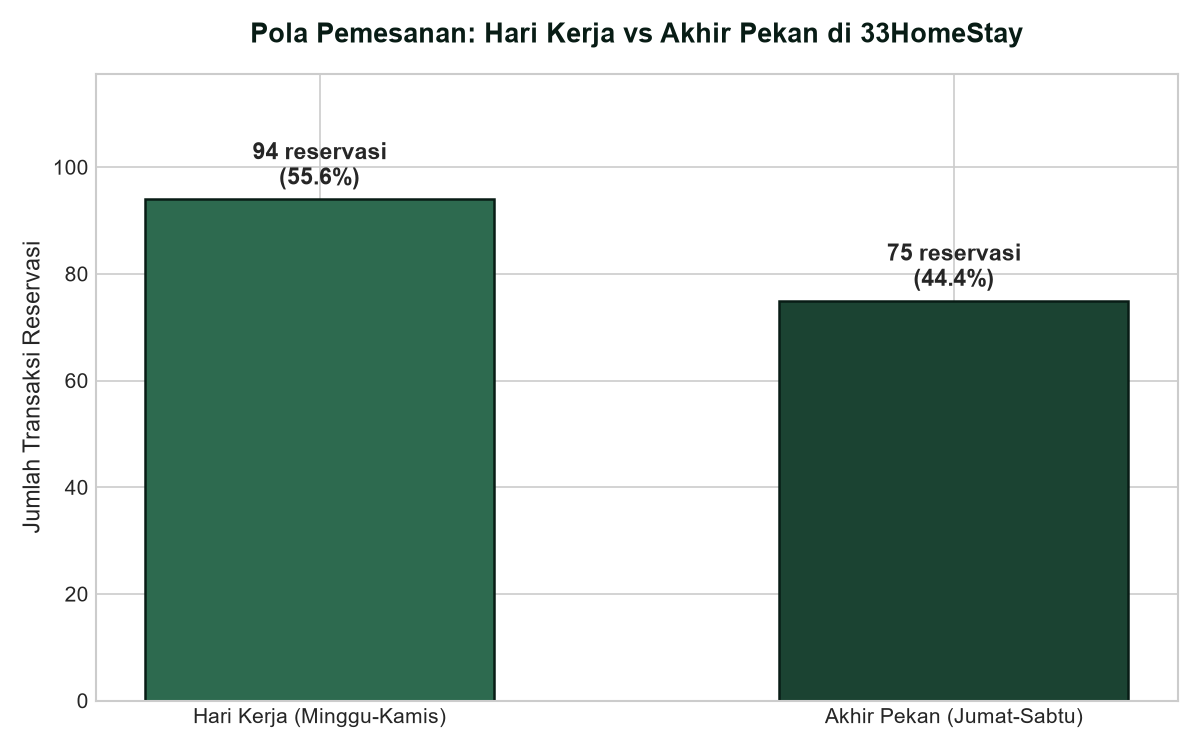 Pola Pemesanan: Hari Kerja vs Akhir Pekan di 33HomeStay
Jumlah Transaksi Reservasi
100
80
60
40
20
0
94 reservasi
(55.6%)
75 reservasi
(44.4%)
Hari Kerja (Minggu-Kamis)
Akhir Pekan (Jumat-Sabtu)